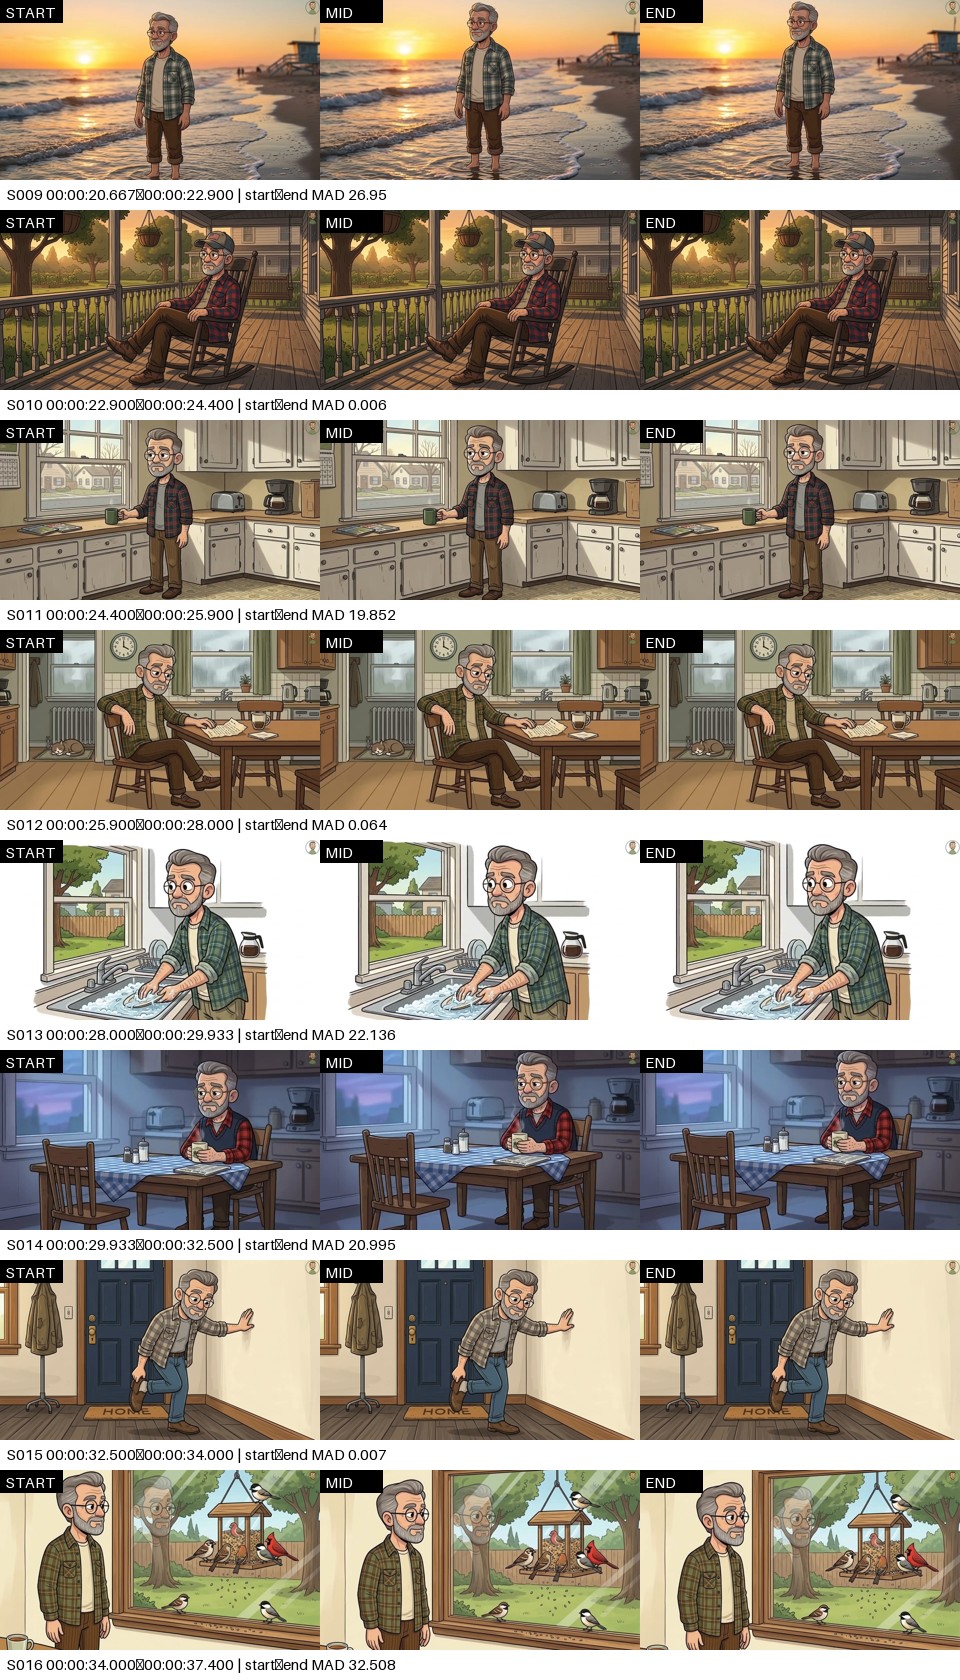 START MID END
S009 00:00:20.667▯00:00:22.900 | start▯end MAD 26.95
START MID END
S010 00:00:22.900▯00:00:24.400 | start▯end MAD 0.006
START MID END
S011 00:00:24.400▯00:00:25.900 | start▯end MAD 19.852
START MID END
S012 00:00:25.900▯00:00:28.000 | start▯end MAD 0.064
START MID END
S013 00:00:28.000▯00:00:29.933 | start▯end MAD 22.136
START MID END
S014 00:00:29.933▯00:00:32.500 | start▯end MAD 20.995
START MID END
HOME HOME HOME
S015 00:00:32.500▯00:00:34.000 | start▯end MAD 0.007
START MID END
S016 00:00:34.000▯00:00:37.400 | start▯end MAD 32.508